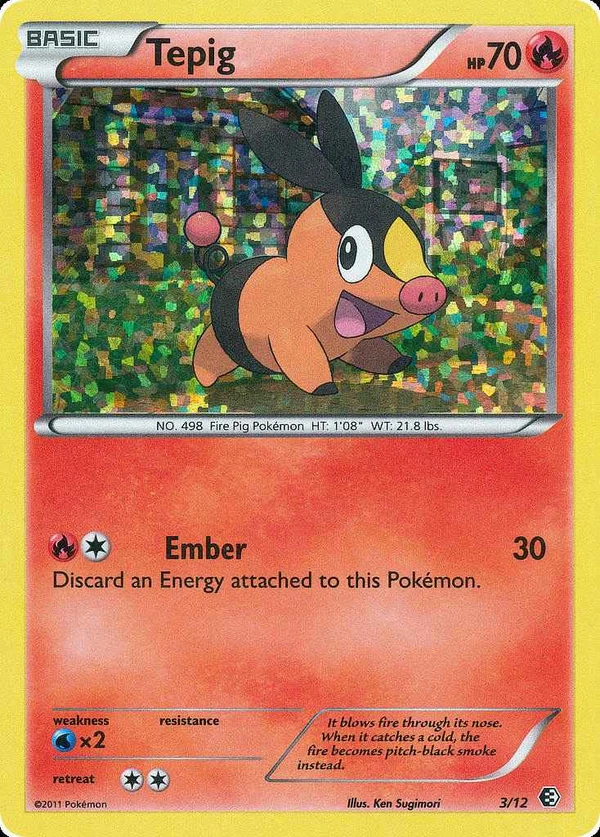 BASIC
Tepig
HP70
NO. 498 Fire Pig Pokémon HT: 1'08" WT: 21.8 lbs.
Ember 30
Discard an Energy attached to this Pokémon.
weakness resistance
×2
It blows fire through its nose.
When it catches a cold, the
fire becomes pitch-black smoke
instead.
retreat
©2011 Pokémon Illus. Ken Sugimori 3/12